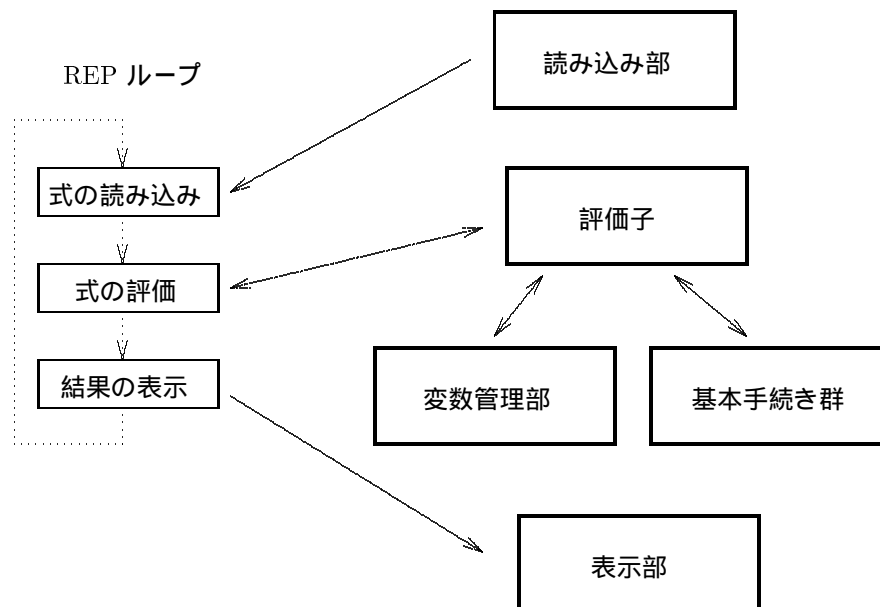 REP ループ
読み込み部
式の読み込み
評価子
式の評価
結果の表示
変数管理部
基本手続き群
表示部